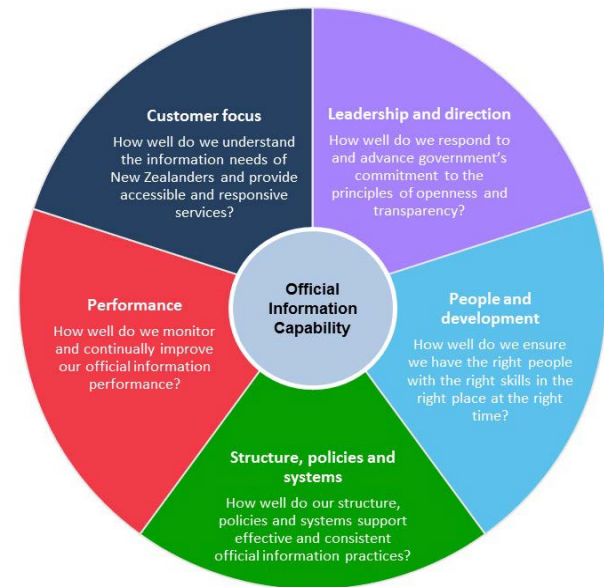 Customer focus
How well do we understand
the information needs of
New Zealanders and provide
accessible and responsive
services?
Leadership and direction
How well do we respond to
and advance government's
commitment to the
principles of openness and
transparency?
Official
Information
Capability
Performance
How well do we monitor
and continually improve
our official information
performance?
People and
development
How well do we ensure
we have the right people
with the right skills in the
right place at the right
time?
Structure, policies and
systems
How well do our structure,
policies and systems support
effective and consistent
official information practices?